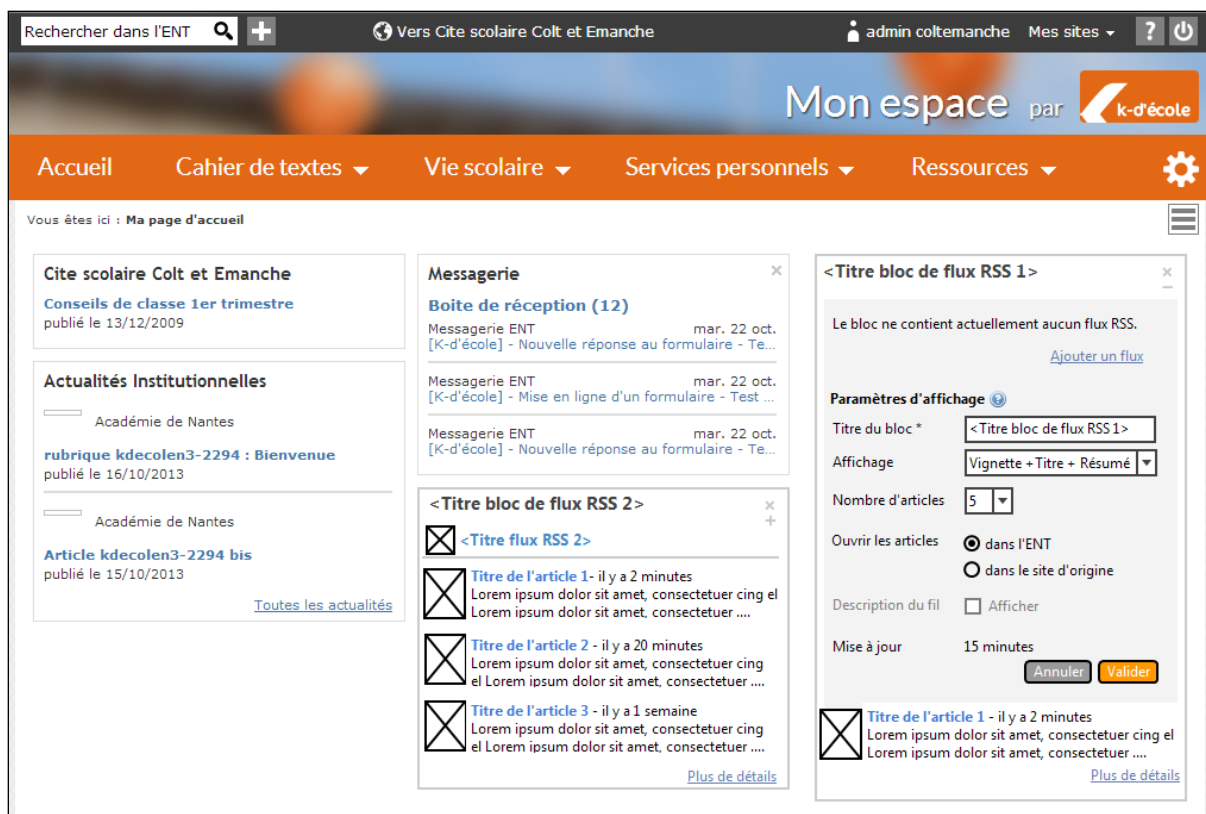 Rechercher dans l'ENT
Vers Cite scolaire Colt et Emanche
admin coltemanche
Mes sites
?
Mon espace par k-d'école
Accueil
Cahier de textes
Vie scolaire
Services personnels
Ressources
Vous êtes ici : Ma page d'accueil
Cite scolaire Colt et Emanche
Conseils de classe 1er trimestre
publié le 13/12/2009
Actualités Institutionnelles
Académie de Nantes
rubrique kdecolen3-2294 : Bienvenue
publié le 16/10/2013
Académie de Nantes
Article kdecolen3-2294 bis
publié le 15/10/2013
Toutes les actualités
Messagerie
Boite de réception (12)
Messagerie ENT mar. 22 oct.
[K-d'école] - Nouvelle réponse au formulaire - Te...
Messagerie ENT mar. 22 oct.
[K-d'école] - Mise en ligne d'un formulaire - Test ...
Messagerie ENT mar. 22 oct.
[K-d'école] - Nouvelle réponse au formulaire - Te...
<Titre bloc de flux RSS 2>
<Titre flux RSS 2>
Titre de l'article 1- il y a 2 minutes
Lorem ipsum dolor sit amet, consectetuer cing el
Lorem ipsum dolor sit amet, consectetuer ....
Titre de l'article 2 - il y a 20 minutes
Lorem ipsum dolor sit amet, consectetuer cing
el Lorem ipsum dolor sit amet, consectetuer ....
Titre de l'article 3 - il y a 1 semaine
Lorem ipsum dolor sit amet, consectetuer cing
el Lorem ipsum dolor sit amet, consectetuer ....
Plus de détails
<Titre bloc de flux RSS 1>
Le bloc ne contient actuellement aucun flux RSS.
Ajouter un flux
Paramètres d'affichage ?
Titre du bloc * <Titre bloc de flux RSS 1>
Affichage Vignette + Titre + Résumé
Nombre d'articles 5
Ouvrir les articles dans l'ENT
dans le site d'origine
Description du fil Afficher
Mise à jour 15 minutes
Annuler Valider
Titre de l'article 1 - il y a 2 minutes
Lorem ipsum dolor sit amet, consectetuer cing el
Lorem ipsum dolor sit amet, consectetuer ....
Plus de détails